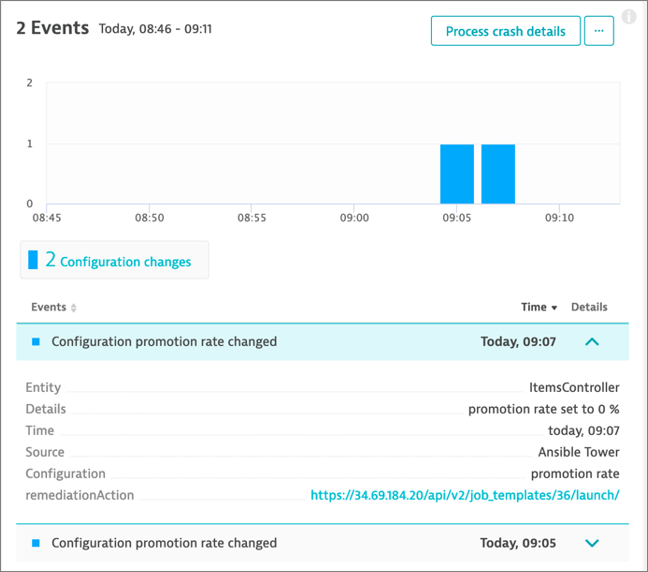 2 Events Today, 08:46 - 09:11 Process crash details ... i
2
1
0
08:45 08:50 08:55 09:00 09:05 09:10
2 Configuration changes
Events Time Details
Configuration promotion rate changed Today, 09:07
Entity ItemsController
Details promotion rate set to 0 %
Time today, 09:07
Source Ansible Tower
Configuration promotion rate
remediationAction https://34.69.184.20/api/v2/job_templates/36/launch/
Configuration promotion rate changed Today, 09:05